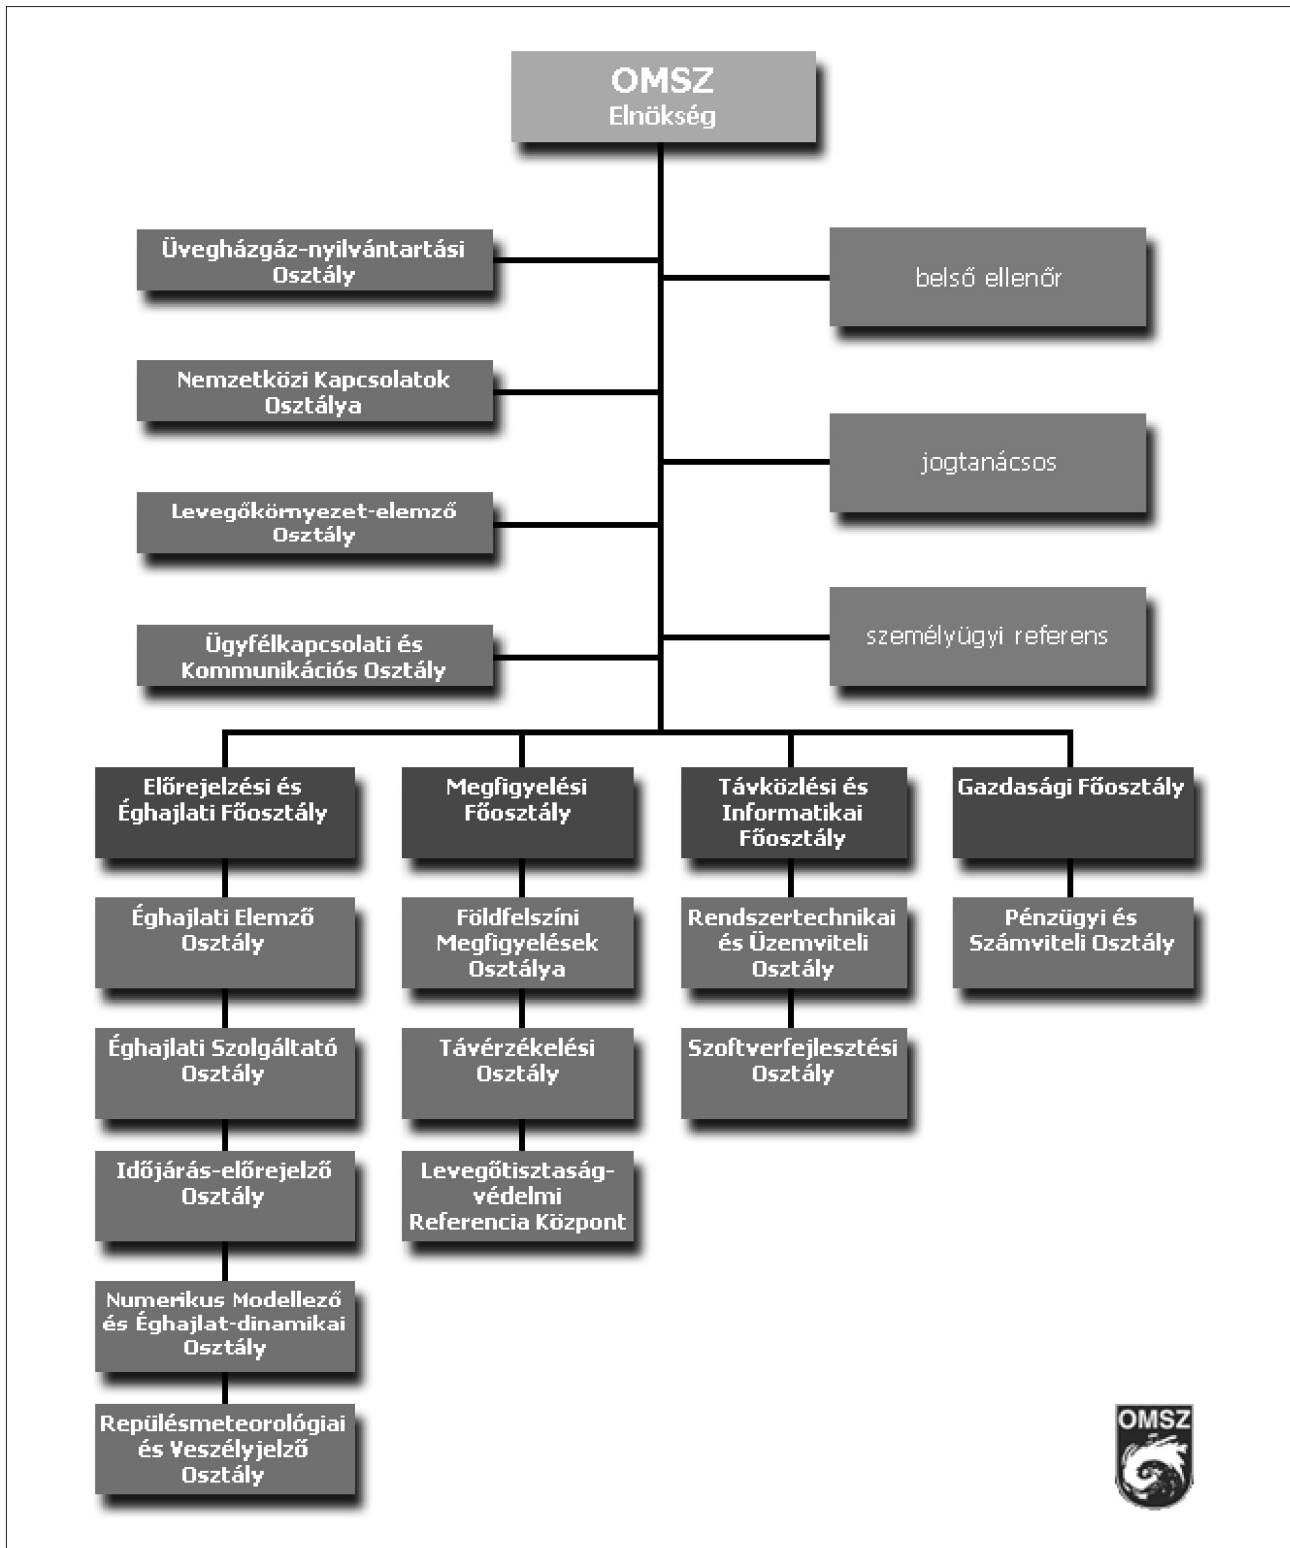 OMSZ
Elnökség
Üvegházgáz-nyilvántartási
Osztály
belső ellenőr
Nemzetközi Kapcsolatok
Osztálya
jogtanácsos
Levegőkörnyezet-elemző
Osztály
személyügyi referens
Ügyfélkapcsolati és
Kommunikációs Osztály
Előrejelzési és
Éghajlati Főosztály
Megfigyelési
Főosztály
Távközlési és
Informatikai
Főosztály
Gazdasági Főosztály
Éghajlati Elemző
Osztály
Földfelszíni
Megfigyelések
Osztálya
Rendszertechnikai
és Üzemviteli
Osztály
Pénzügyi és
Számviteli Osztály
Éghajlati Szolgáltató
Osztály
Távérzékelési
Osztály
Szoftverfejlesztési
Osztály
Időjárás-előrejelző
Osztály
Levegőtisztaság-
védelmi
Referencia Központ
Numerikus Modellező
és Éghajlat-dinamikai
Osztály
Repülésmeteorológiai
és Veszélyjelző
Osztály
OMSZ